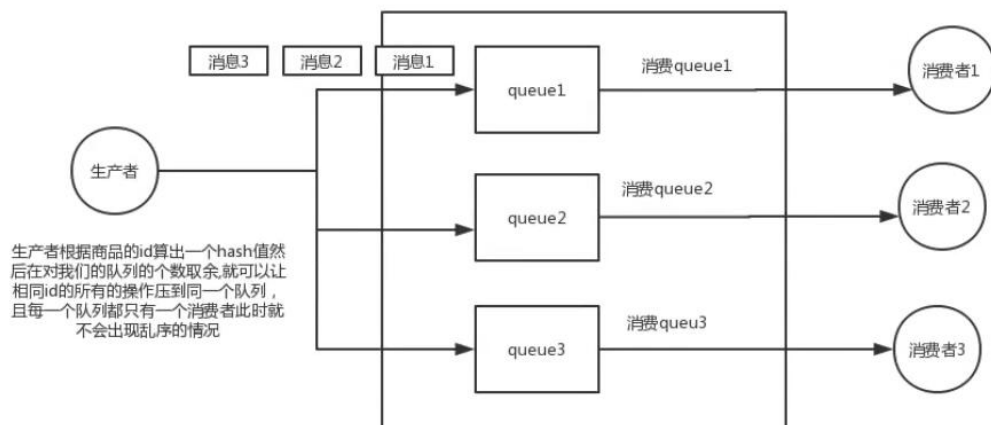 消息3
消息2
消息1
queue1
消费queue1
消费者1
生产者
queue2
消费queue2
消费者2
生产者根据商品的id算出一个hash值然
后在对我们的队列的个数取余,就可以让
相同id的所有的操作压到同一个队列，
且每一个队列都只有一个消费者此时就
不会出现乱序的情况
queue3
消费queu3
消费者3